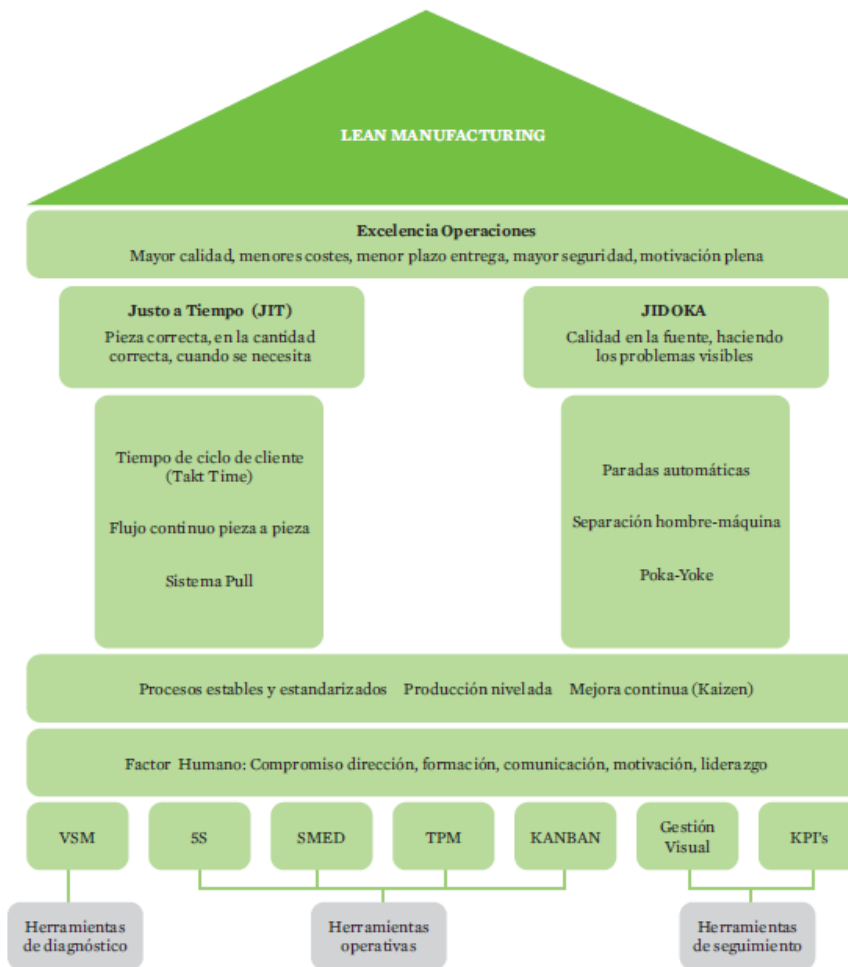 LEAN MANUFACTURING
Excelencia Operaciones
Mayor calidad, menores costes, menor plazo entrega, mayor seguridad, motivación plena
Justo a Tiempo (JIT)
Pieza correcta, en la cantidad
correcta, cuando se necesita
JIDOKA
Calidad en la fuente, haciendo
los problemas visibles
Tiempo de ciclo de cliente
(Takt Time)
Flujo continuo pieza a pieza
Sistema Pull
Paradas automáticas
Separación hombre-máquina
Poka-Yoke
Procesos estables y estandarizados Producción nivelada Mejora continua (Kaizen)
Factor Humano: Compromiso dirección, formación, comunicación, motivación, liderazgo
VSM
5S
SMED
TPM
KANBAN
Gestión
Visual
KPI's
Herramientas
de diagnóstico
Herramientas
operativas
Herramientas
de seguimiento